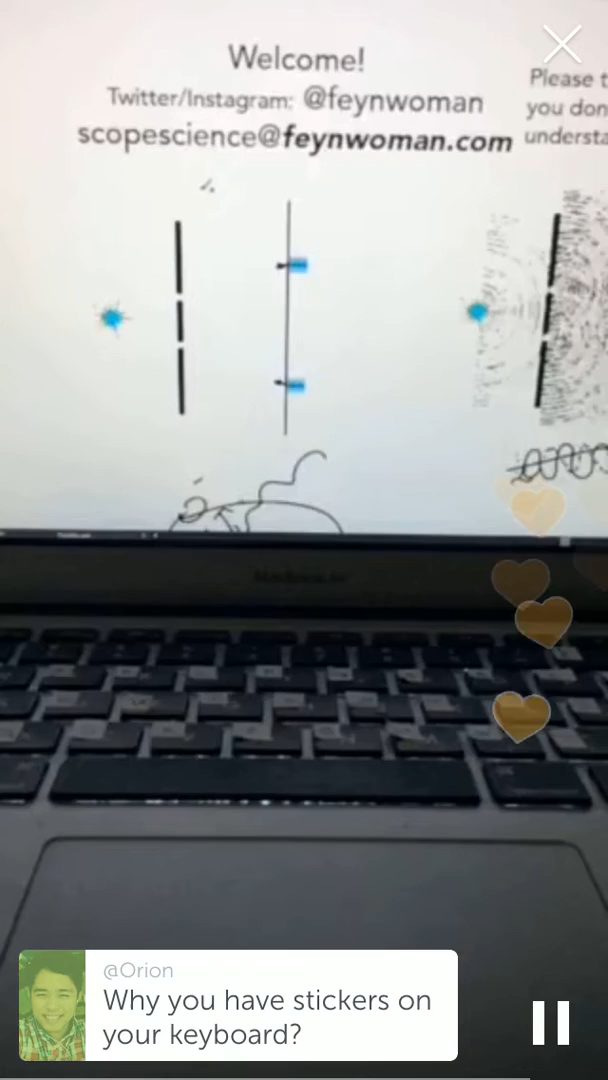 Welcome!
Twitter/Instagram: @feynwoman
scopescience@feynwoman.com
Please t
you don
understa
@Orion
Why you have stickers on
your keyboard?